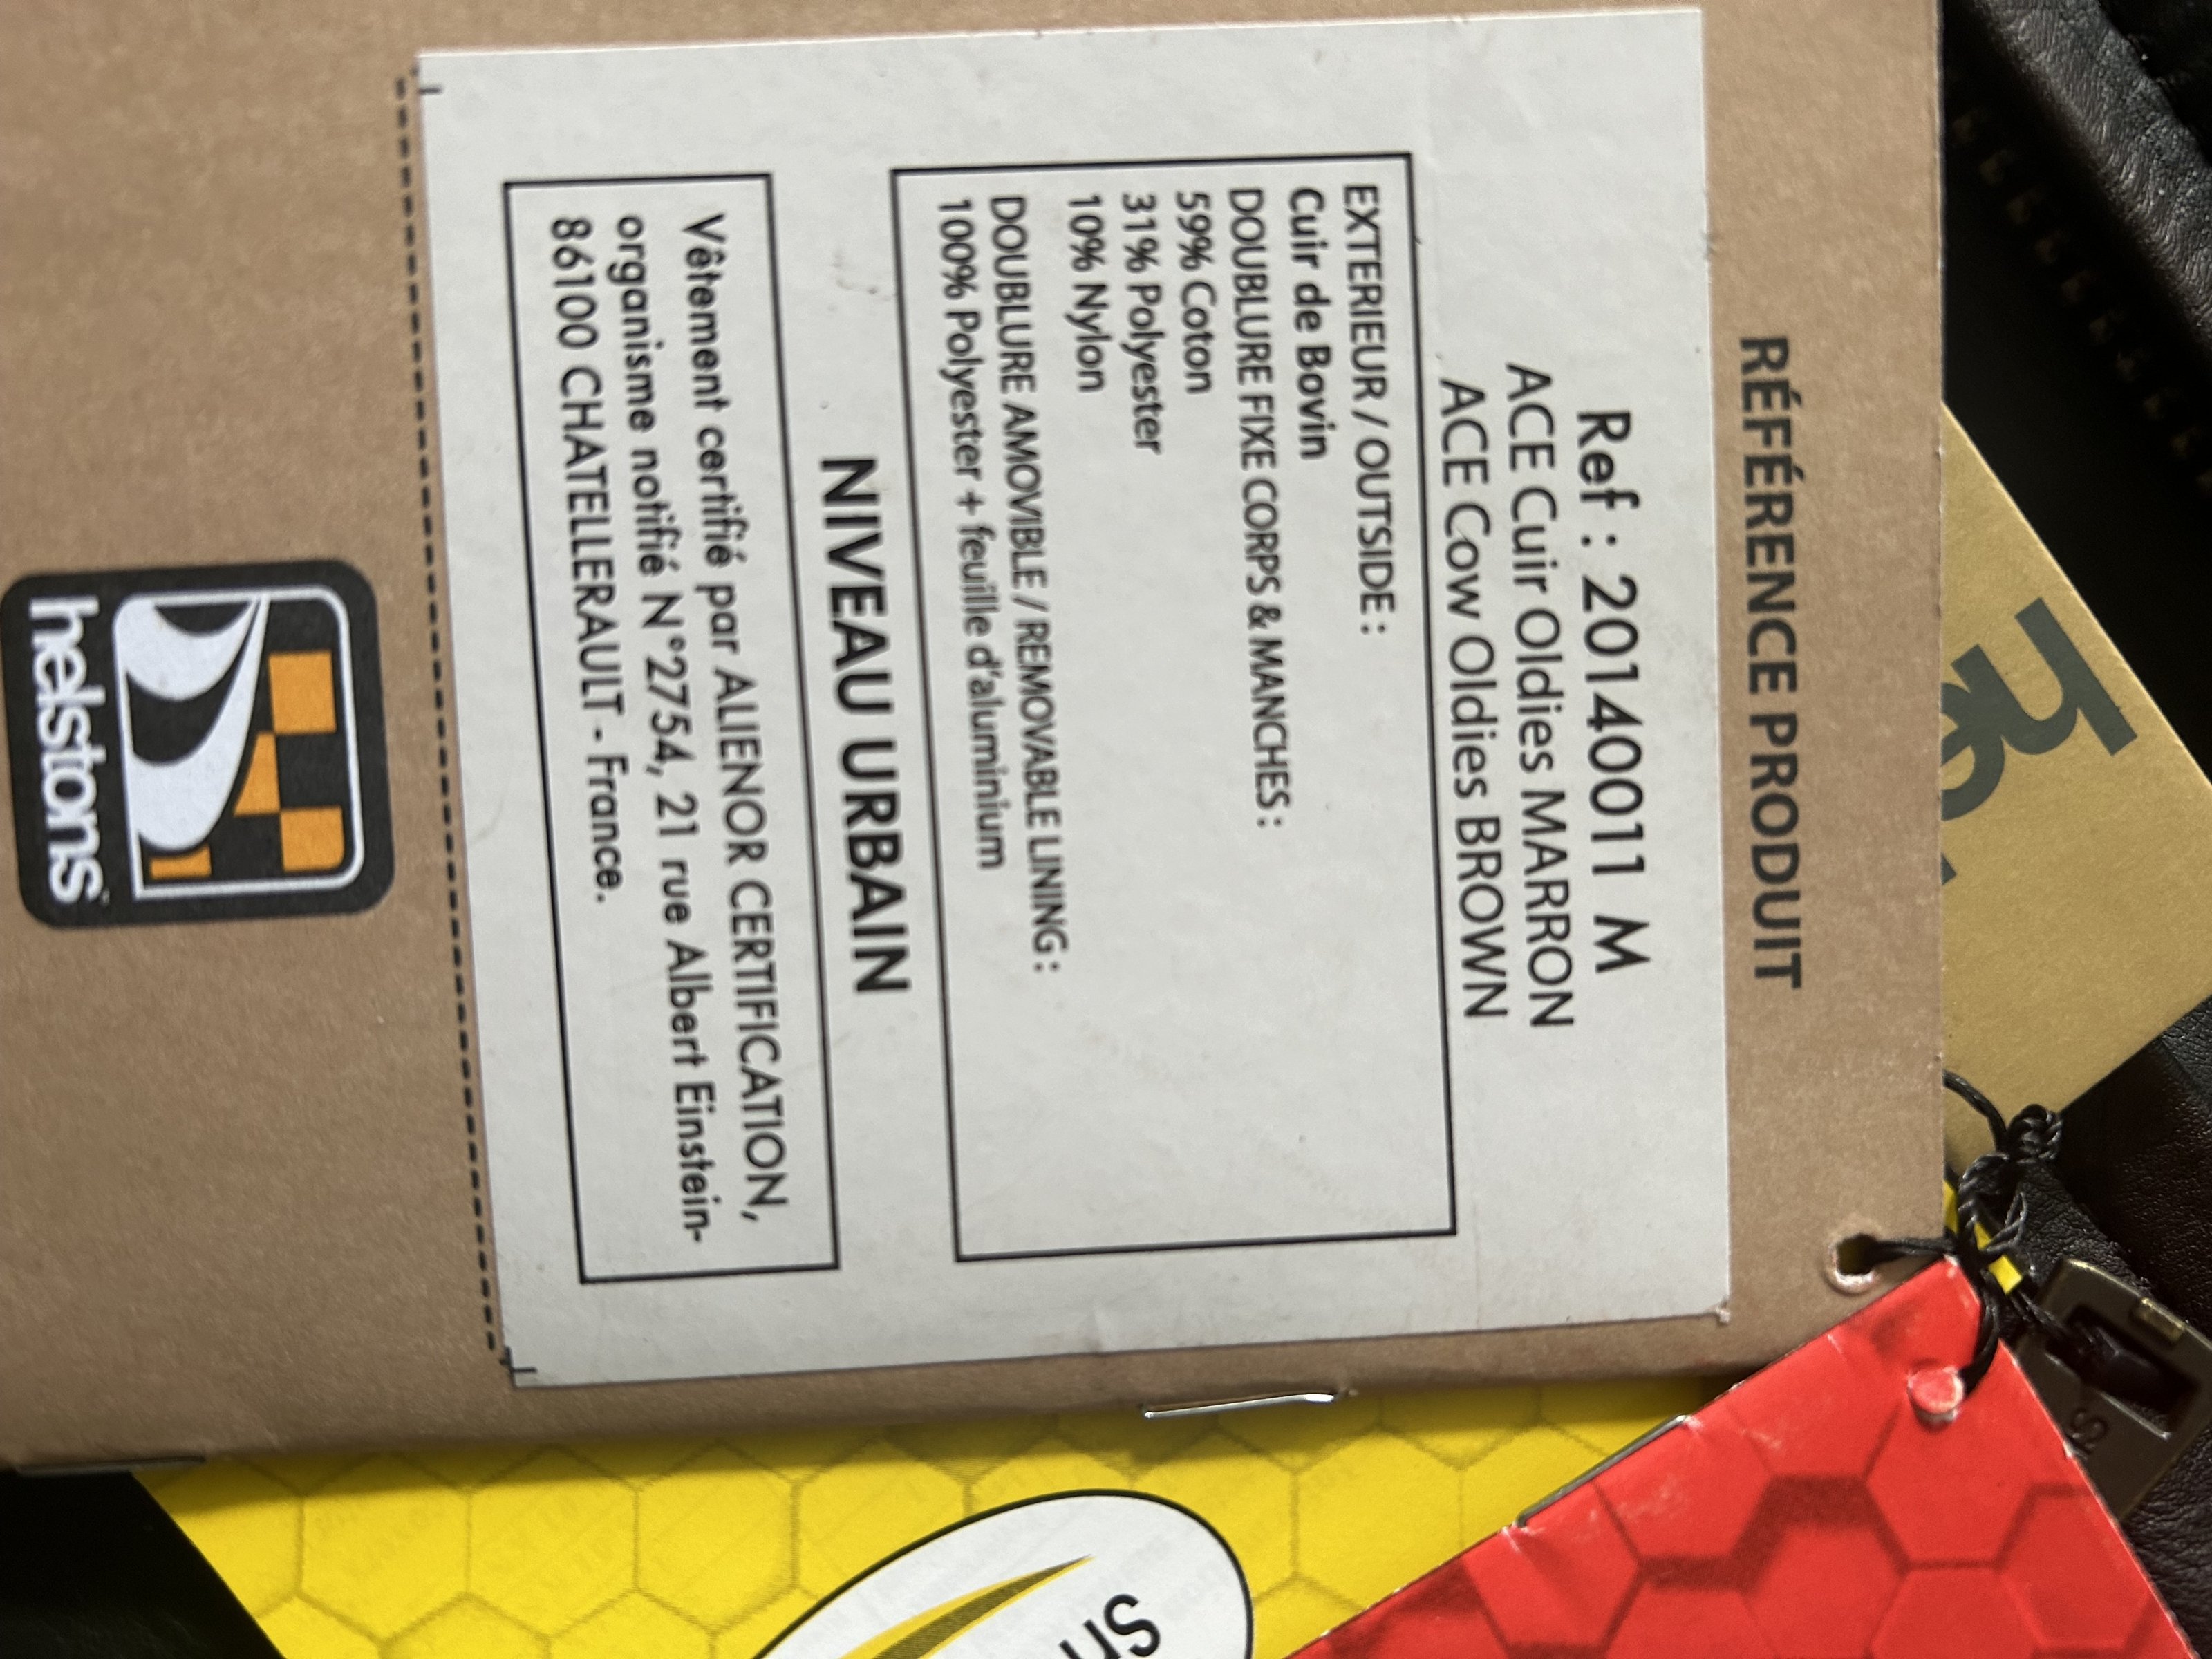 RÉFÉRENCE PRODUIT
Ref : 20140011 M
ACE Cuir Oldies MARRON
ACE Cow Oldies BROWN
EXTERIEUR / OUTSIDE :
Cuir de Bovin
DOUBLURE FIXE CORPS & MANCHES :
59% Coton
31% Polyester
10% Nylon
DOUBLURE AMOVIBLE / REMOVABLE LINING :
100% Polyester + feuille d'aluminium
NIVEAU URBAIN
Vêtement certifié par ALIENOR CERTIFICATION,
organisme notifié N°2754, 21 rue Albert Einstein-
86100 CHATELLERAULT - France.
helstons